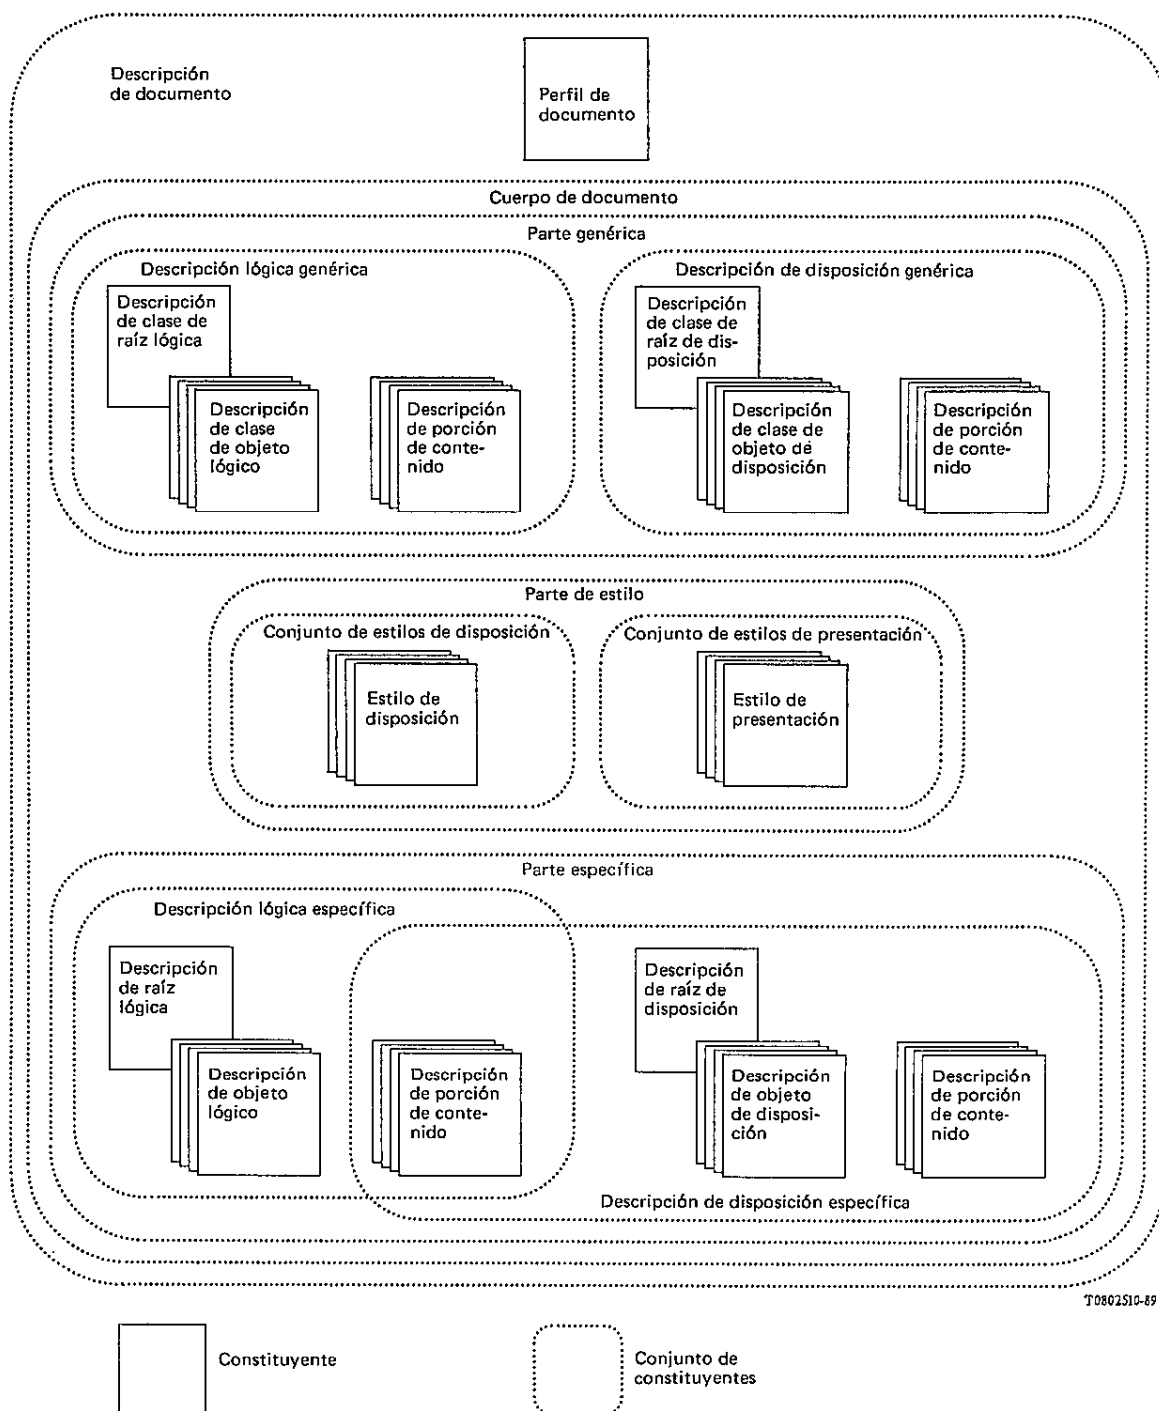 Descripción
de documento
Perfil de
documento
Cuerpo de documento
Parte genérica
Descripción lógica genérica
Descripción
de clase de
raíz lógica
Descripción
de clase
de objeto
lógico
Descripción
de porción
de conte-
nido
Descripción de disposición genérica
Descripción
de clase de
raíz de dis-
posición
Descripción
de clase de
objeto de
disposición
Descripción
de porción
de conte-
nido
Parte de estilo
Conjunto de estilos de disposición
Estilo de
disposición
Conjunto de estilos de presentación
Estilo de
presentación
Parte específica
Descripción lógica específica
Descripción
de raíz
lógica
Descripción
de objeto
lógico
Descripción
de porción
de conte-
nido
Descripción
de raíz de
disposición
Descripción
de objeto
de disposi-
ción
Descripción
de porción
de conte-
nido
Descripción de disposición específica
T0802510-89
Constituyente
Conjunto de
constituyentes